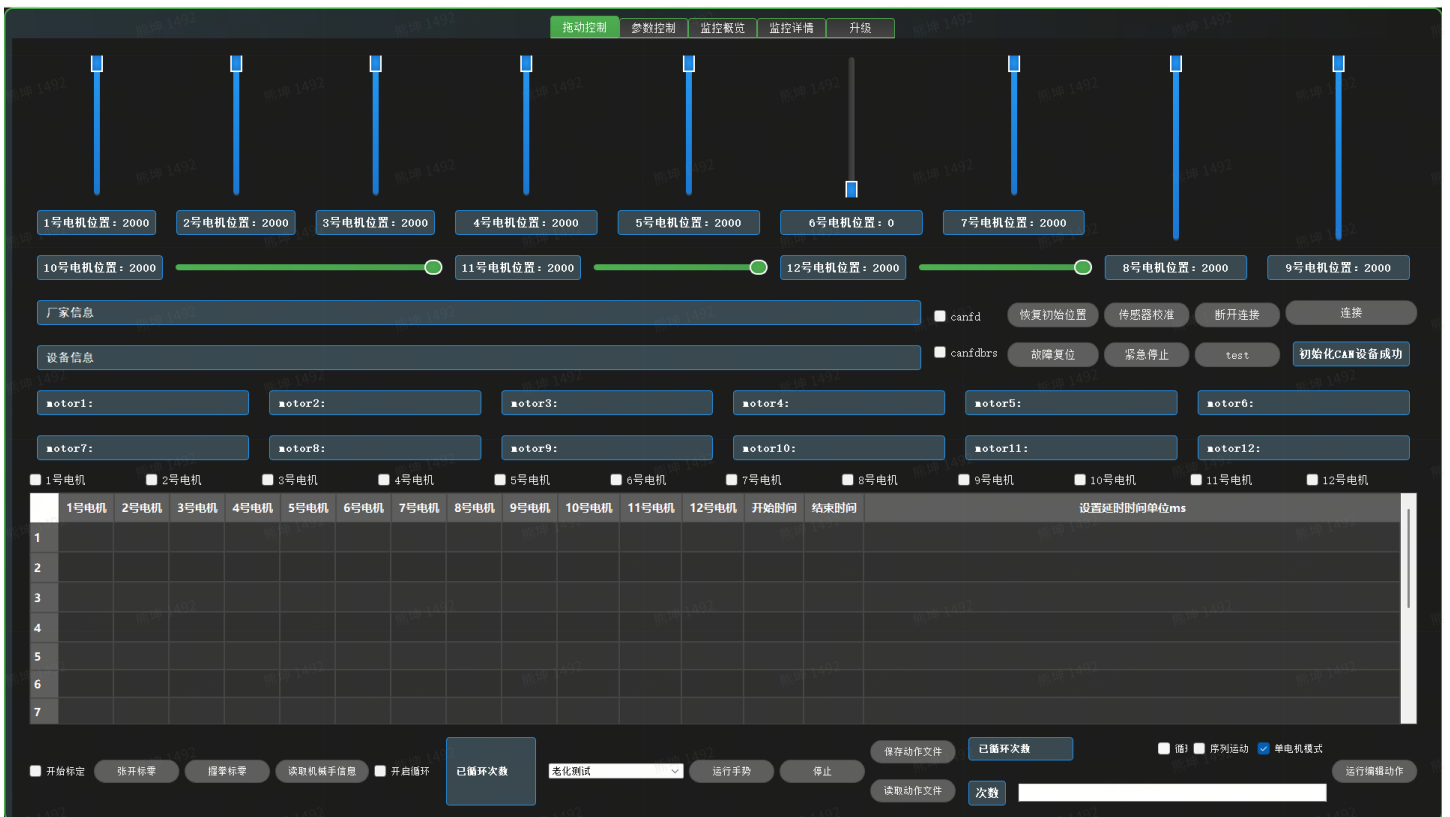 拖动控制 参数控制 监控概览 监控详情 升级
1号电机位置: 2000 2号电机位置: 2000 3号电机位置: 2000 4号电机位置: 2000 5号电机位置: 2000 6号电机位置: 0 7号电机位置: 2000
10号电机位置: 2000 11号电机位置: 2000 12号电机位置: 2000 8号电机位置: 2000 9号电机位置: 2000
厂家信息 canfd 恢复初始位置 传感器校准 断开连接 连接
设备信息 canfdbrs 故障复位 紧急停止 test 初始化CAN设备成功
motor1: motor2: motor3: motor4: motor5: motor6:
motor7: motor8: motor9: motor10: motor11: motor12:
1号电机 2号电机 3号电机 4号电机 5号电机 6号电机 7号电机 8号电机 9号电机 10号电机 11号电机 12号电机
1号电机 2号电机 3号电机 4号电机 5号电机 6号电机 7号电机 8号电机 9号电机 10号电机 11号电机 12号电机 开始时间 结束时间 设置延时时间单位ms
1
2
3
4
5
6
7
保存动作文件 已循环次数 序列运动 单电机模式
开始标定 张开标零 握拳标零 读取机械手信息 开启循环 已循环次数 老化测试 运行手势 停止 运行编辑动作
读取动作文件 次数
熊坤 1492